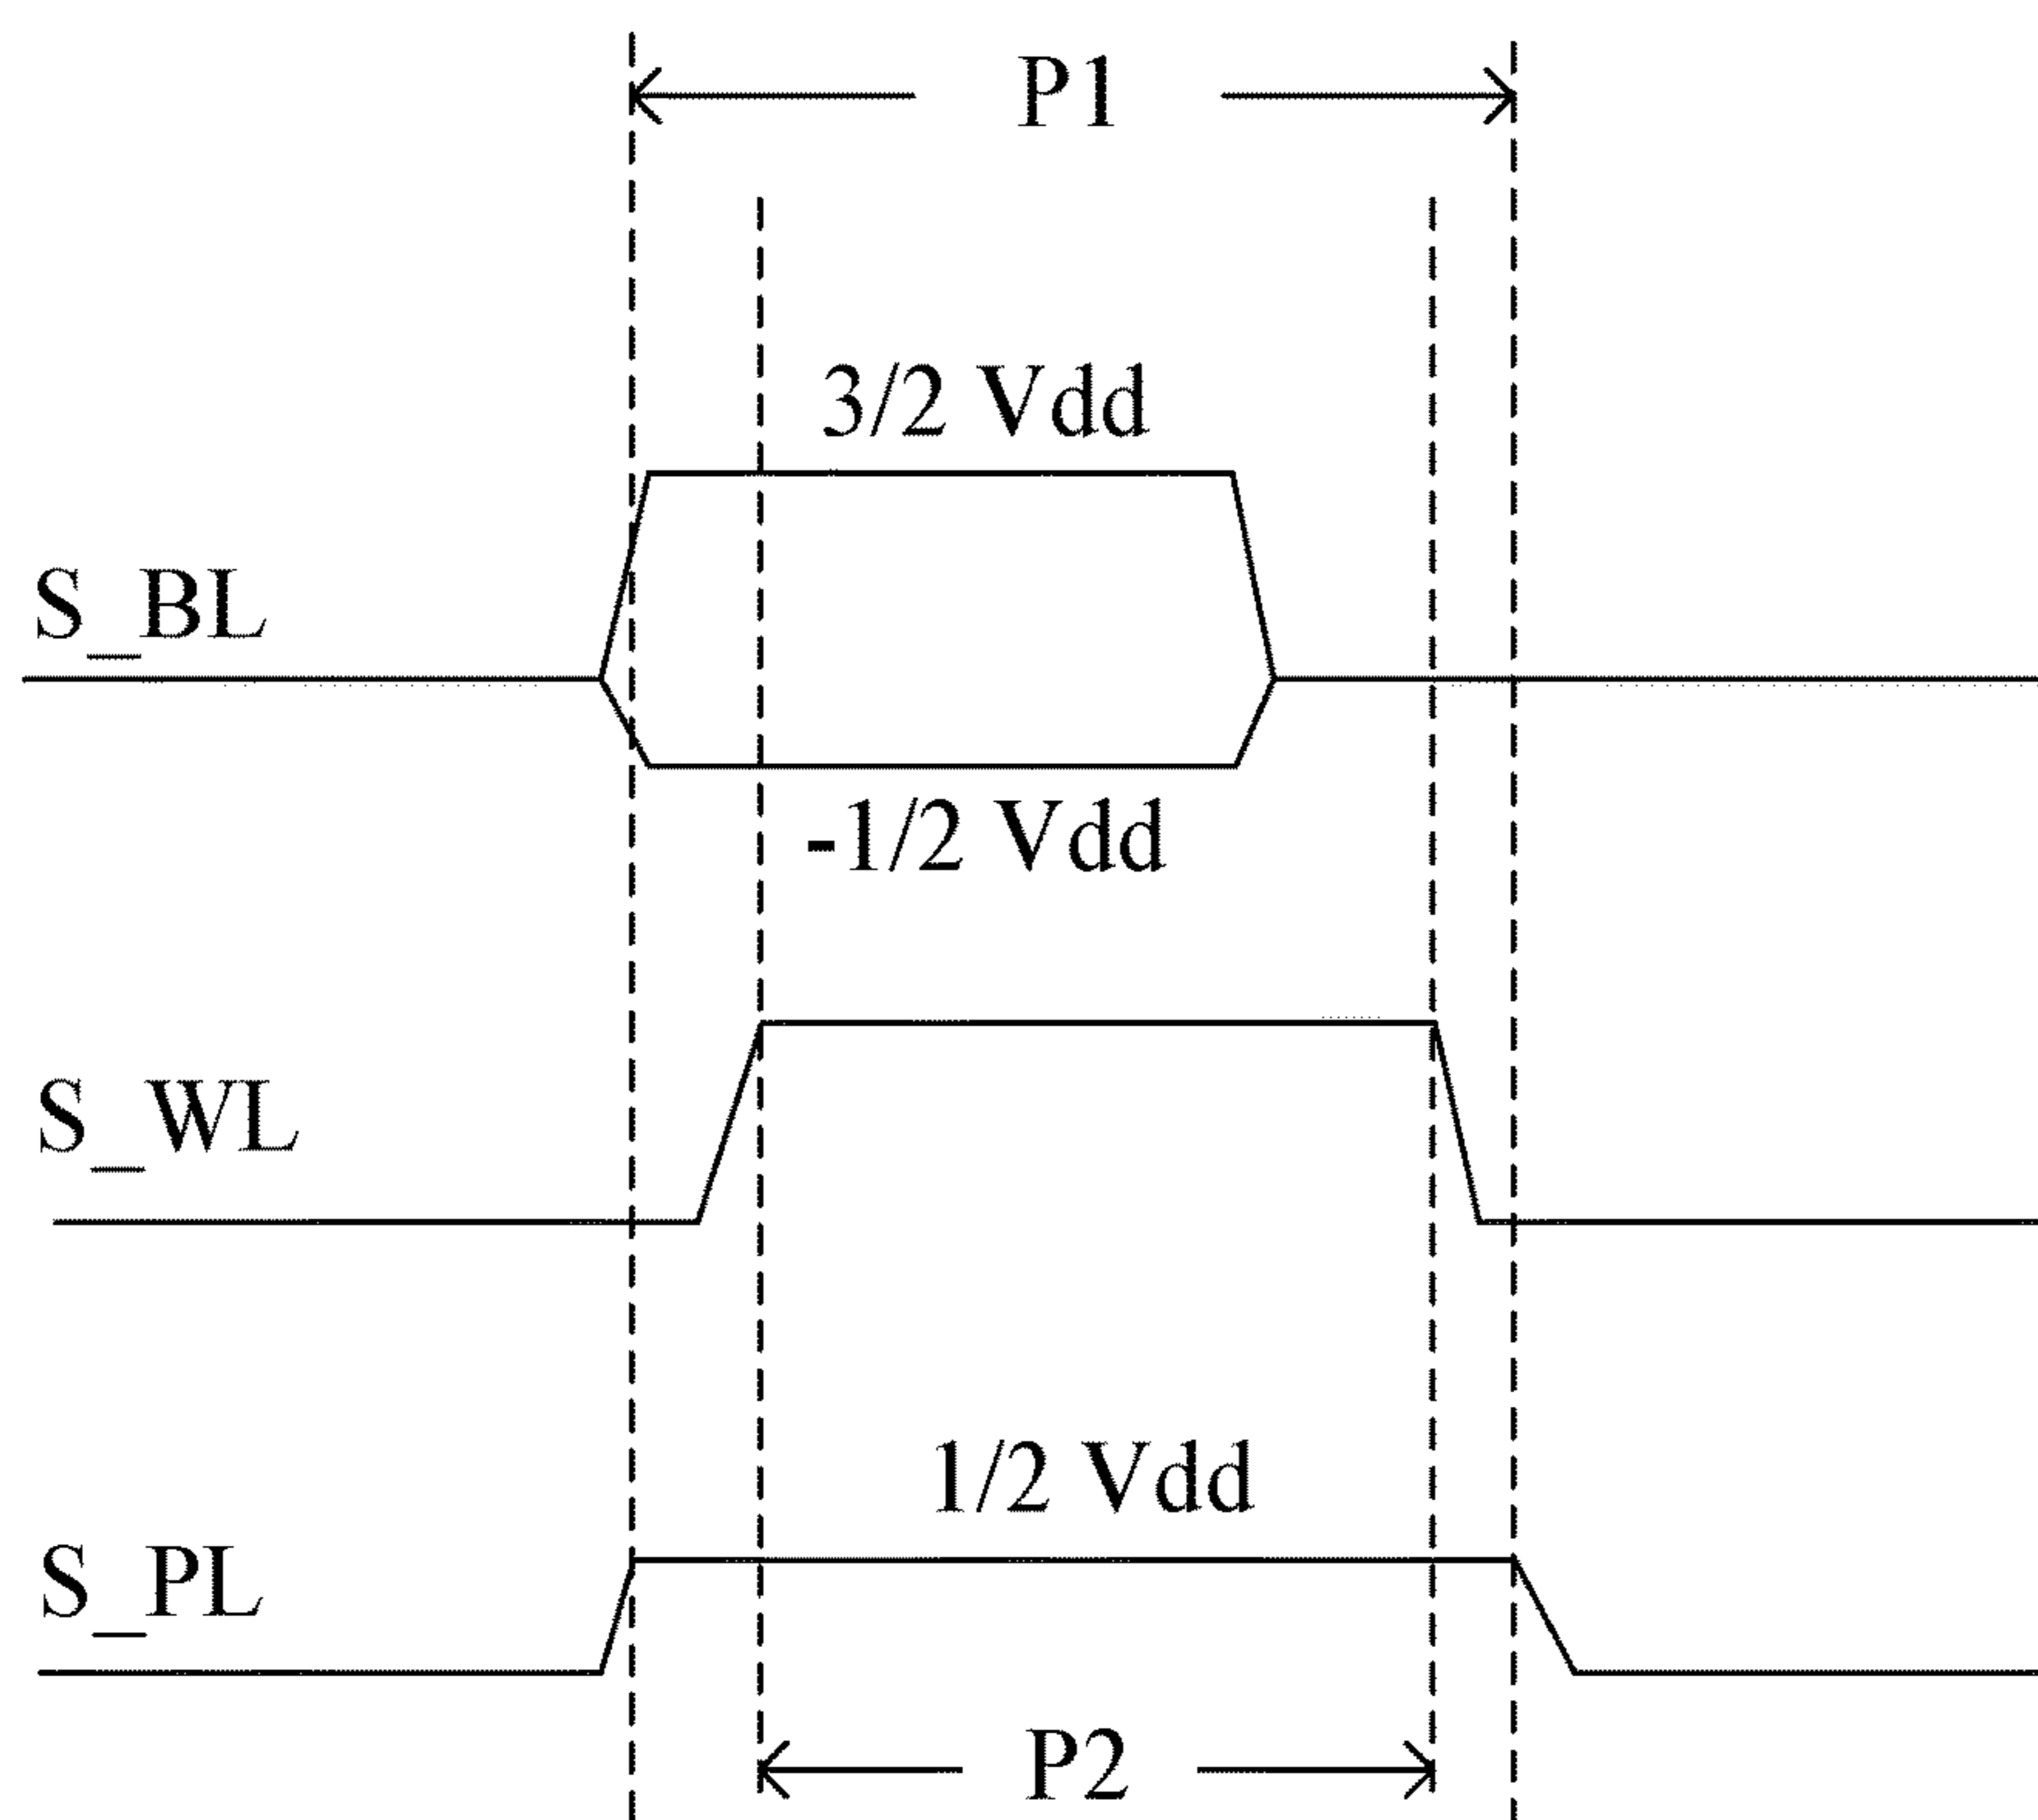 P1
3/2 Vdd
S_BL
-1/2 Vdd
S_WL
1/2 Vdd
S_PL
P2